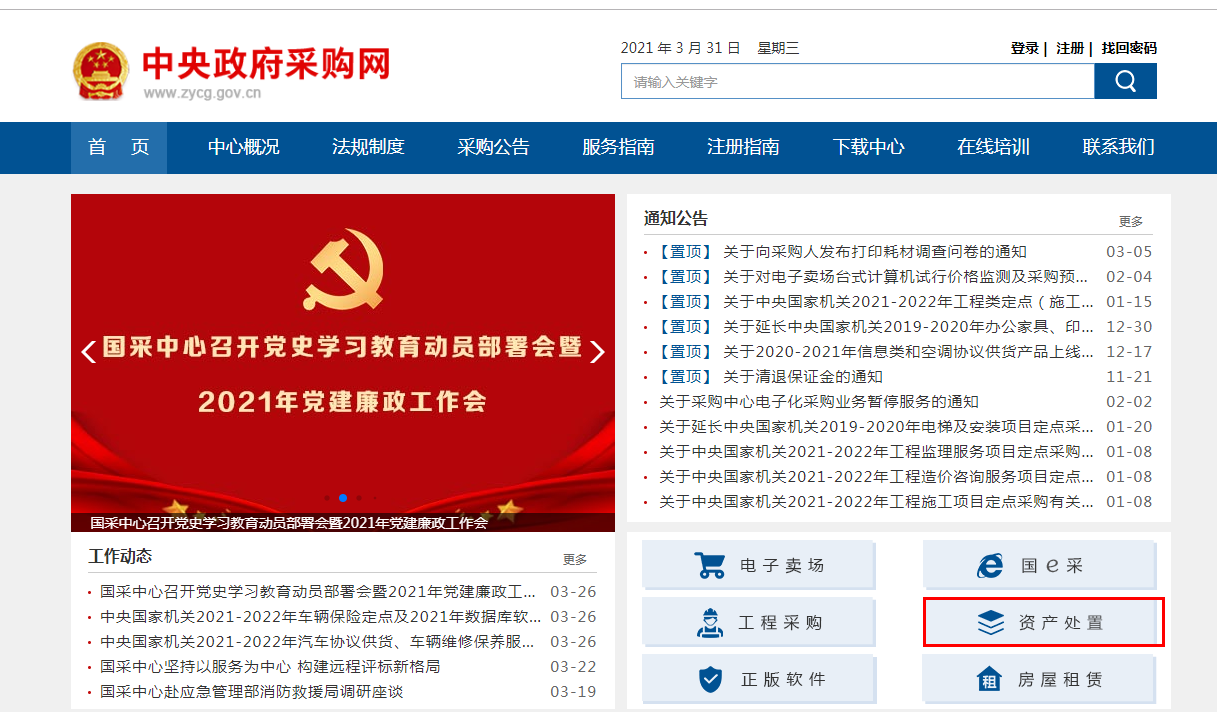 中央政府采购网
www.zycg.gov.cn
2021 年 3 月 31 日 星期三
登录 | 注册 | 找回密码
请输入关键字
首 页 中心概况 法规制度 采购公告 服务指南 注册指南 下载中心 在线培训 联系我们
国采中心召开党史学习教育动员部署会暨
2021年党建廉政工作会
国采中心召开党史学习教育动员部署会暨2021年党建廉政工作会
通知公告 更多
【置顶】 关于向采购人发布打印耗材调查问卷的通知 03-05
【置顶】 关于对电子卖场台式计算机试行价格监测及采购预... 02-04
【置顶】 关于中央国家机关2021-2022年工程类定点（施工... 01-15
【置顶】 关于延长中央国家机关2019-2020年办公家具、印... 12-30
【置顶】 关于2020-2021年信息类和空调协议供货产品上线... 12-17
【置顶】 关于清退保证金的通知 11-21
关于采购中心电子化采购业务暂停服务的通知 02-02
关于延长中央国家机关2019-2020年电梯及安装项目定点采... 01-20
关于中央国家机关2021-2022年工程监理服务项目定点采购... 01-08
关于中央国家机关2021-2022年工程造价咨询服务项目定点... 01-08
关于中央国家机关2021-2022年工程施工项目定点采购有关... 01-08
工作动态 更多
国采中心召开党史学习教育动员部署会暨2021年党建廉政工... 03-26
中央国家机关2021-2022年车辆保险定点及2021年数据库软... 03-26
中央国家机关2021-2022年汽车协议供货、车辆维修保养服... 03-26
国采中心坚持以服务为中心 构建远程评标新格局 03-22
国采中心赴应急管理部消防救援局调研座谈 03-19
电子卖场 国e采
工程采购 资产处置
正版软件 租 房屋租赁